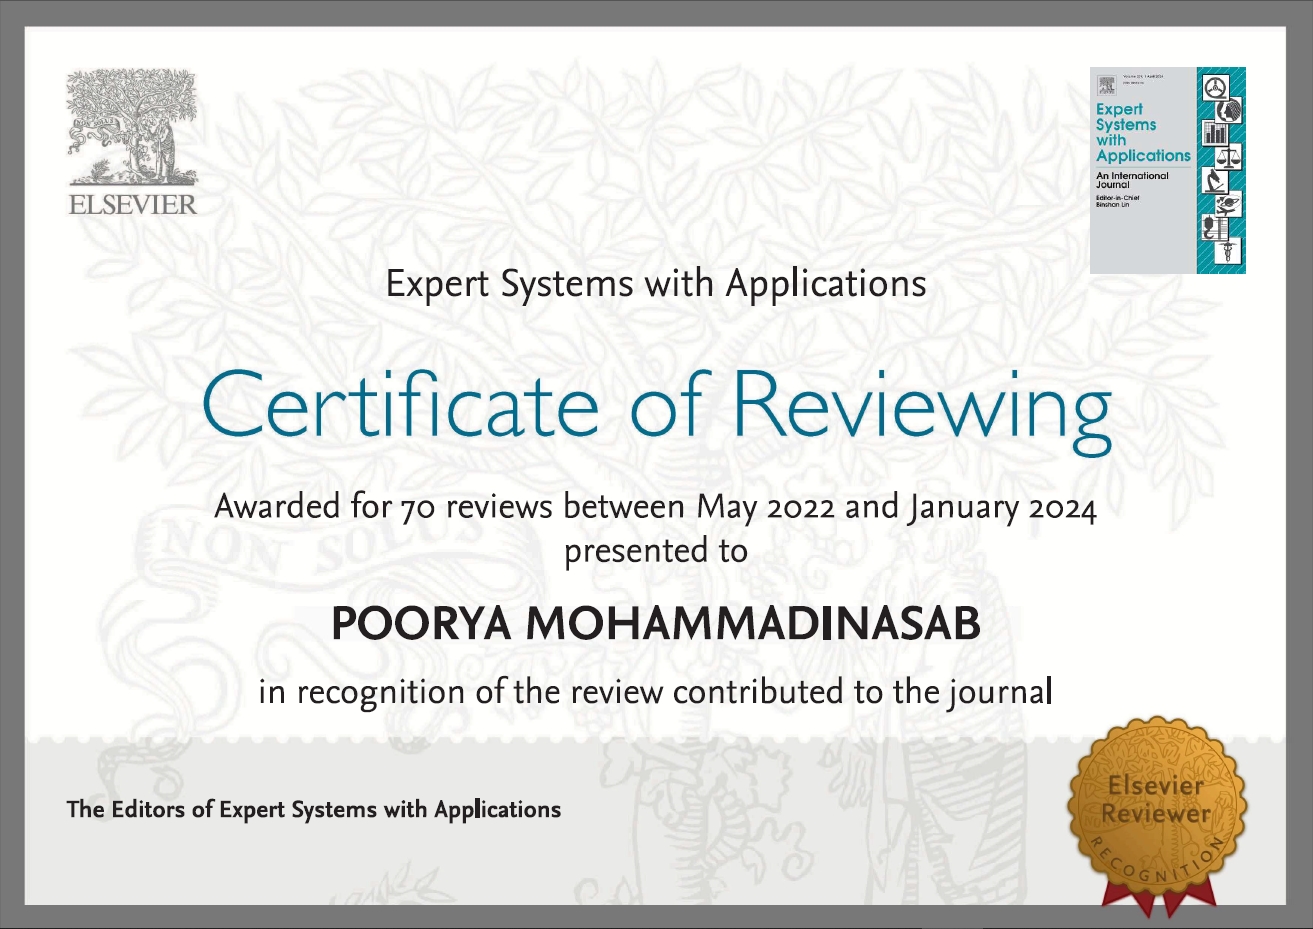 ELSEVIER
Expert
Systems
with
Applications
An International
Journal
Editor-in-Chief
Binshan Lin
Expert Systems with Applications
Certificate of Reviewing
Awarded for 70 reviews between May 2022 and January 2024
presented to
POORYA MOHAMMADINASAB
in recognition of the review contributed to the journal
NON SOLUS
The Editors of Expert Systems with Applications
Elsevier
Reviewer
RECOGNITION